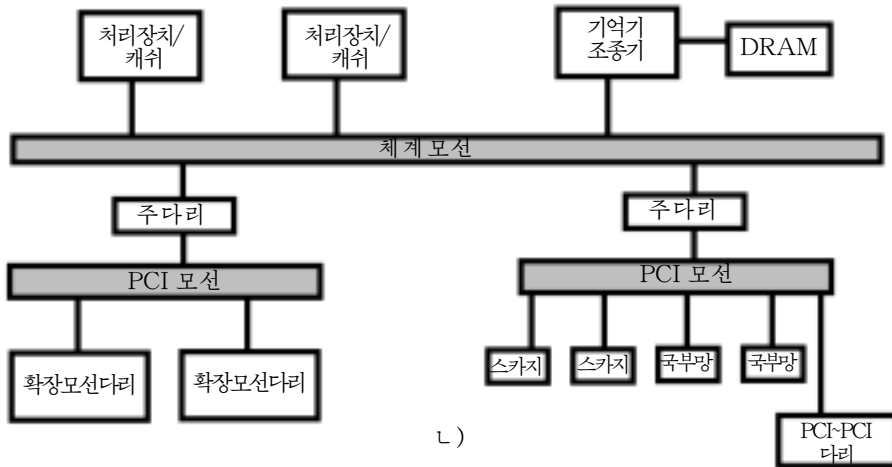 처리장치/
캐쉬
처리장치/
캐쉬
기억기
조종기
DRAM
체계모선
주다리
주다리
PCI 모선
PCI 모선
확장모선다리
확장모선다리
스카지
스카지
국부망
국부망
ㄴ)
PCI~PCI
다리